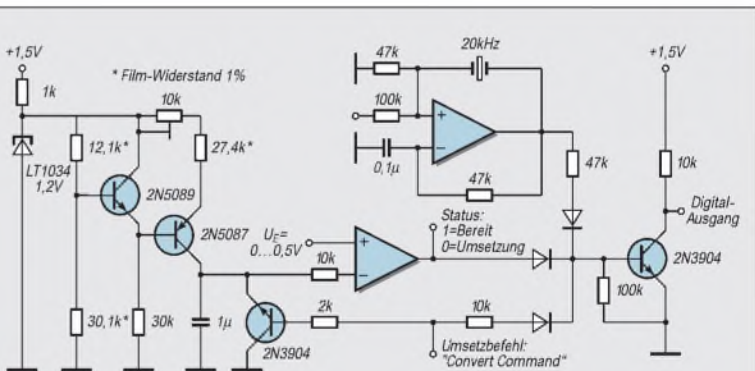 +1,5V
1k
* Film-Widerstand 1%
10k
12,1k*
27,4k*
LT1034
1,2V
2N5089
2N5087
30,1k*
30k
1µ
U_E=
0...0,5V
10k
2N3904
2k
47k
20kHz
100k
0,1µ
47k
+
−
+
−
Status:
1=Bereit
0=Umsetzung
10k
Umsetzbefehl:
"Convert Command"
47k
+1,5V
10k
Digital-
Ausgang
2N3904
100k